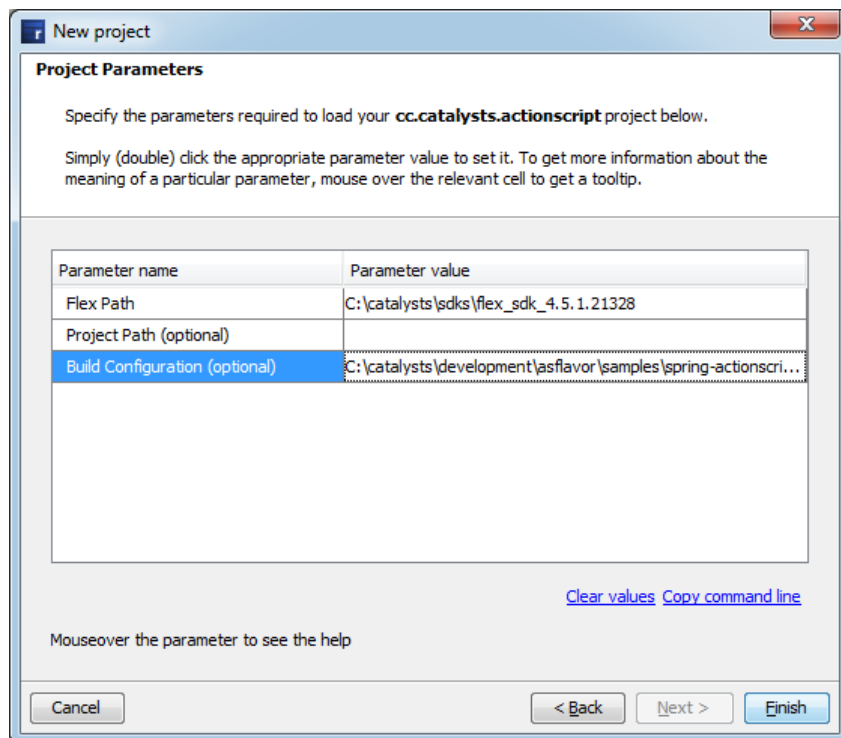 r New project X
Project Parameters
Specify the parameters required to load your cc.catalysts.actionscript project below.
Simply (double) click the appropriate parameter value to set it. To get more information about the
meaning of a particular parameter, mouse over the relevant cell to get a tooltip.
Parameter name Parameter value
Flex Path C:\catalysts\sdks\flex_sdk_4.5.1.21328
Project Path (optional)
Build Configuration (optional) C:\catalysts\development\asflavor\samples\spring-actionscri...
Clear values Copy command line
Mouseover the parameter to see the help
Cancel < Back Next > Finish